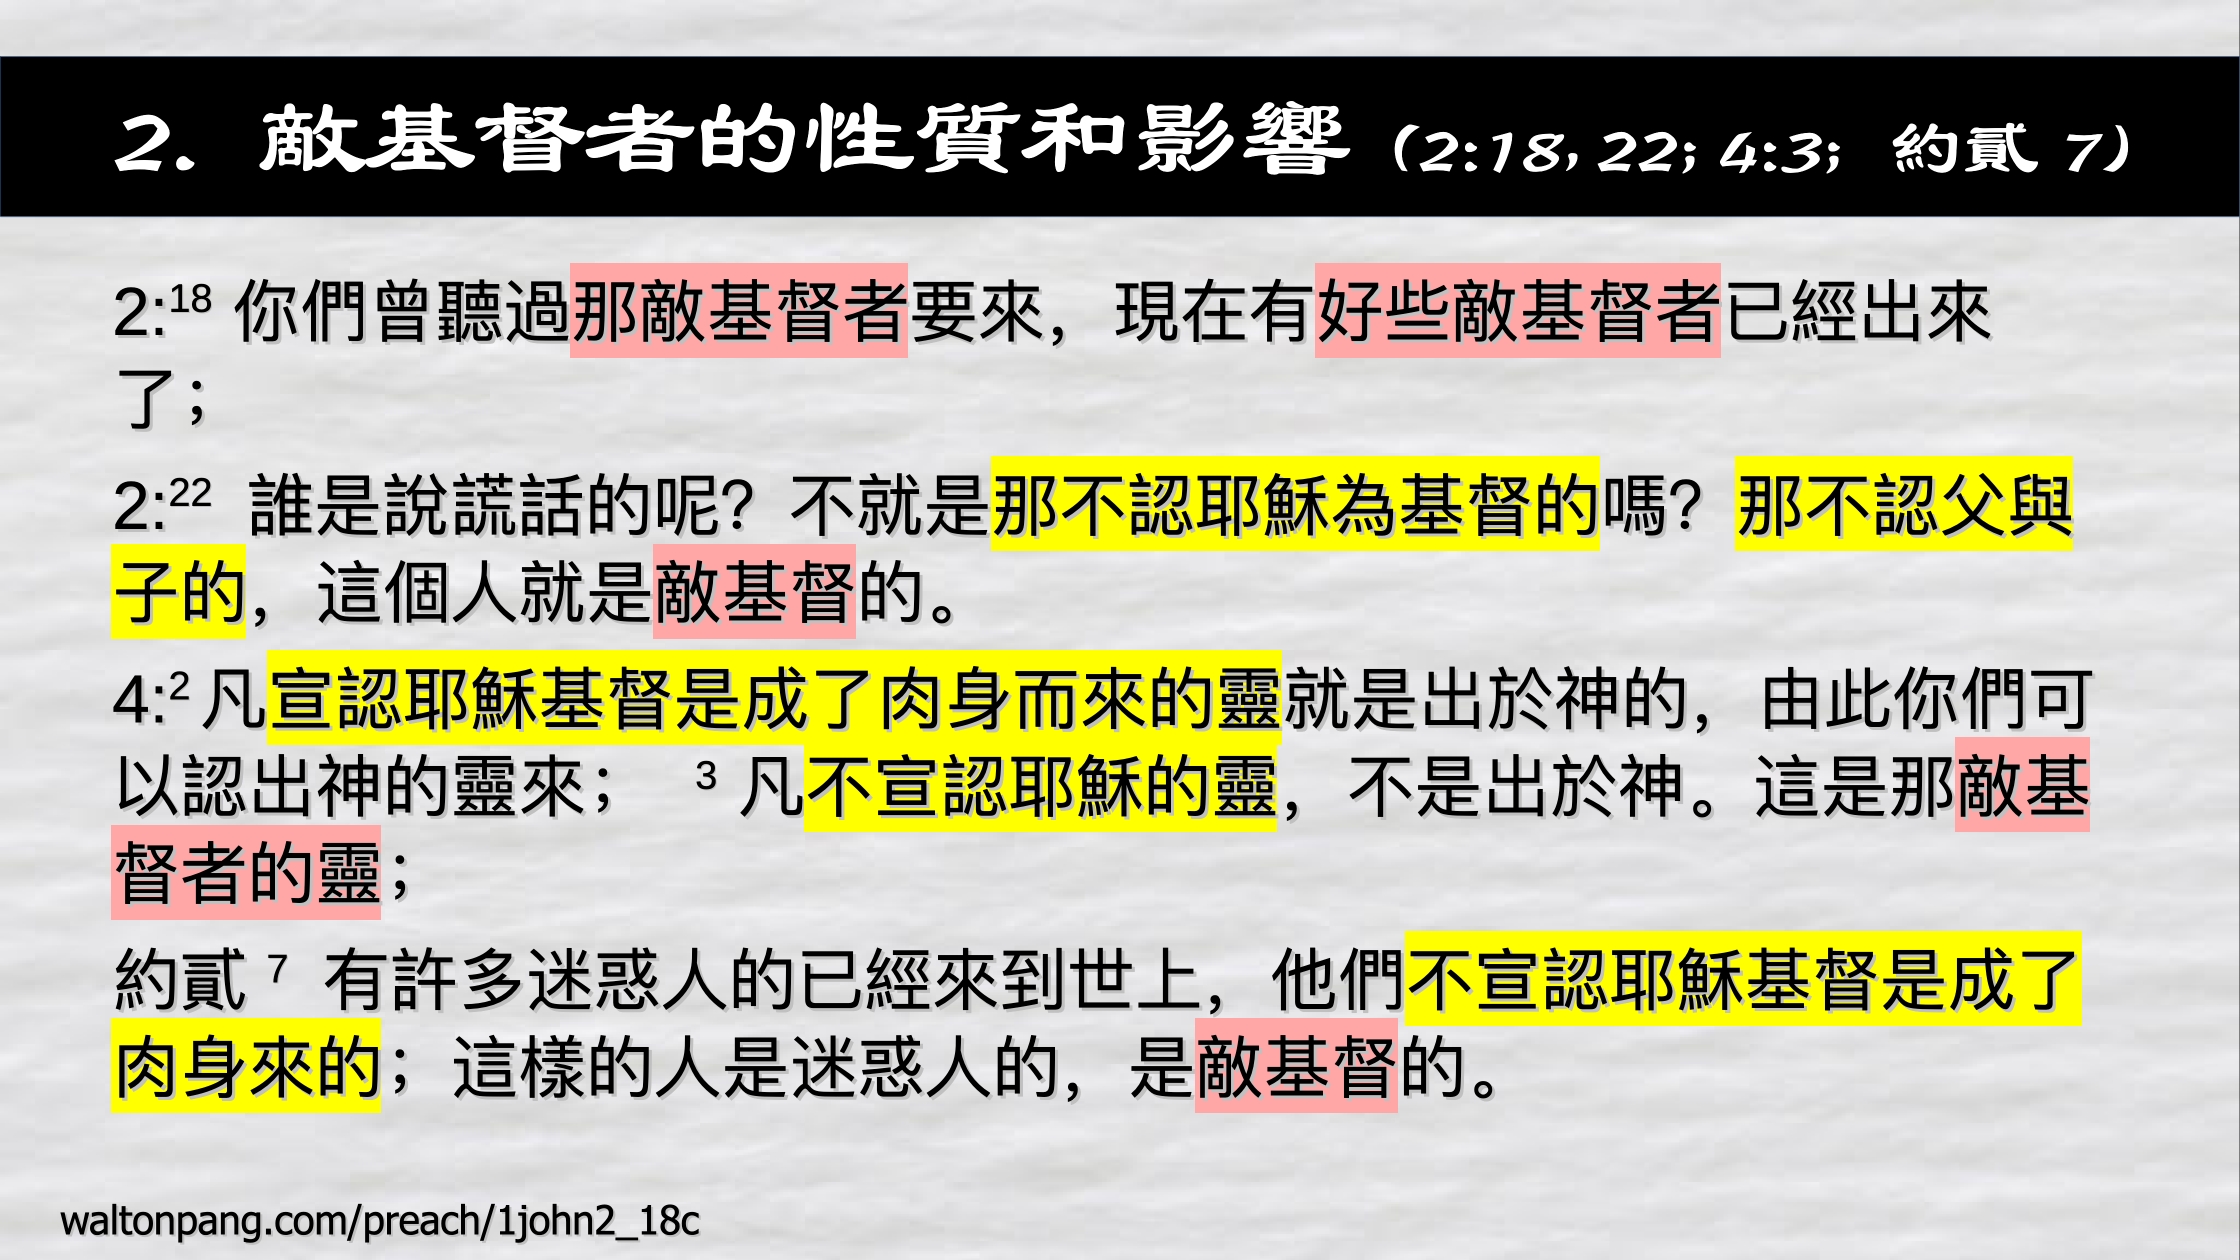 2. 敵基督者的性質和影響 (2:18, 22; 4:3; 約貳 7)
2:18 你們曾聽過那敵基督者要來，現在有好些敵基督者已經出來
了；
2:22 誰是說謊話的呢？不就是那不認耶穌為基督的嗎？那不認父與
子的，這個人就是敵基督的。
4:2 凡宣認耶穌基督是成了肉身而來的靈就是出於神的，由此你們可
以認出神的靈來； 3 凡不宣認耶穌的靈，不是出於神。這是那敵基
督者的靈；
約貳 7 有許多迷惑人的已經來到世上，他們不宣認耶穌基督是成了
肉身來的；這樣的人是迷惑人的，是敵基督的。
waltonpang.com/preach/1john2_18c